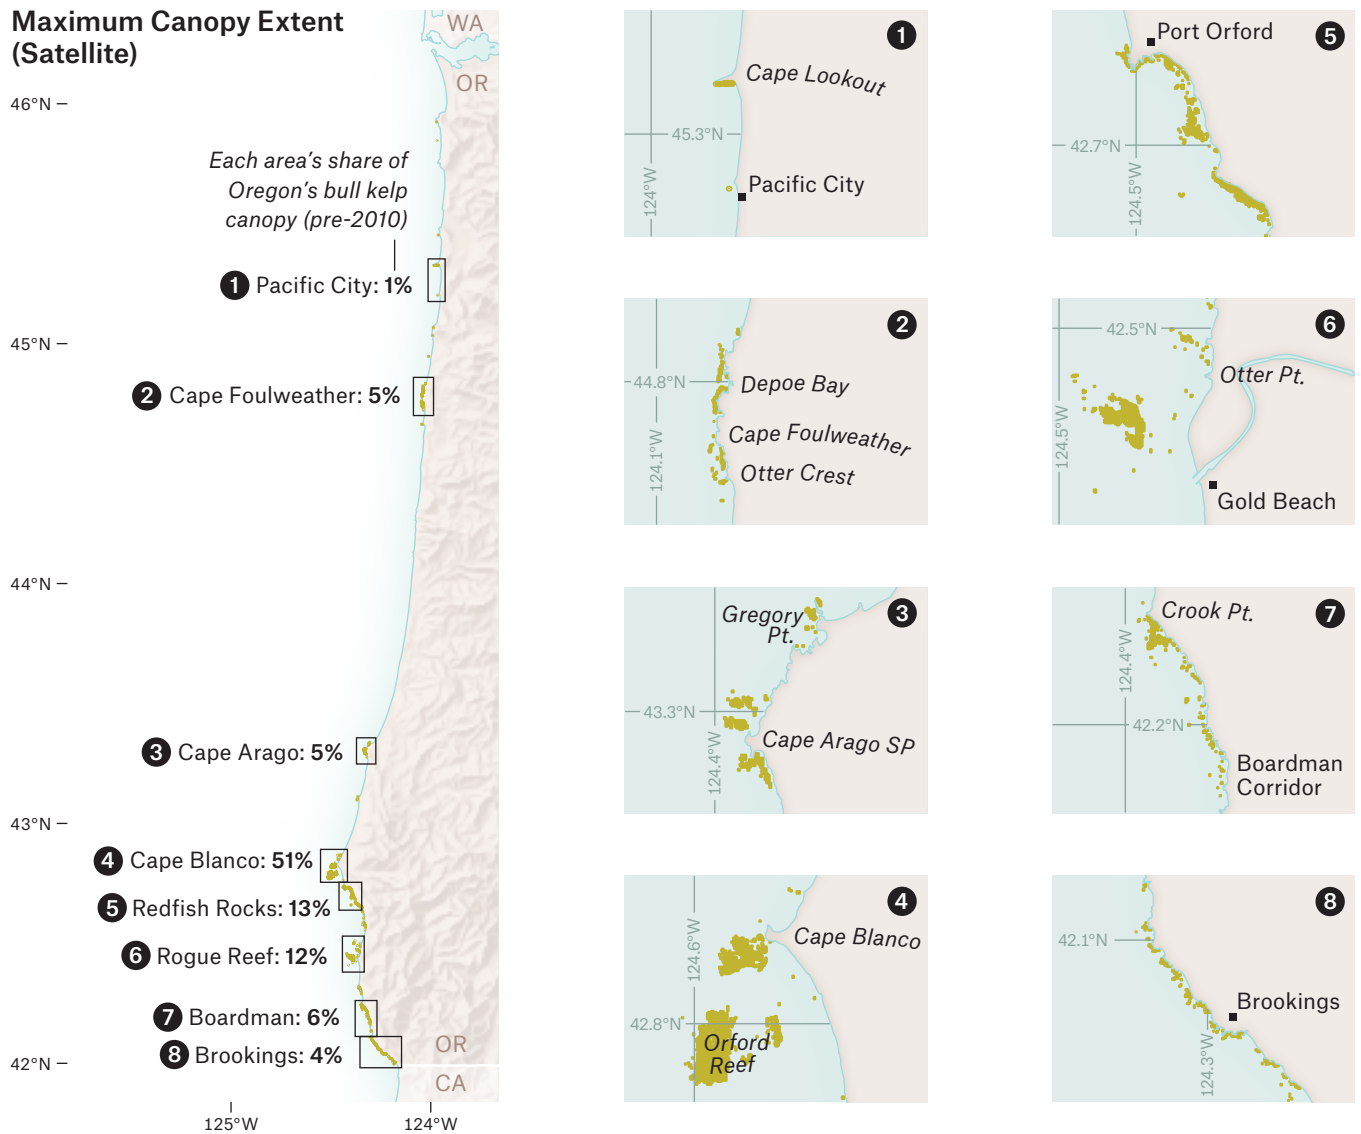 Maximum Canopy Extent
(Satellite)
WA
OR
46°N
Each area's share of
Oregon's bull kelp
canopy (pre-2010)
1 Pacific City: 1%
45°N
2 Cape Foulweather: 5%
44°N
3 Cape Arago: 5%
43°N
4 Cape Blanco: 51%
5 Redfish Rocks: 13%
6 Rogue Reef: 12%
7 Boardman: 6%
8 Brookings: 4%
42°N
OR
CA
125°W
124°W
1
Cape Lookout
45.3°N
124°W
Pacific City
2
44.8°N
Depoe Bay
Cape Foulweather
124.1°W
Otter Crest
3
Gregory
Pt.
43.3°N
124.4°W
Cape Arago SP
4
124.6°W
Cape Blanco
42.8°N
Orford
Reef
5
Port Orford
42.7°N
124.5°W
6
42.5°N
Otter Pt.
124.5°W
Gold Beach
7
Crook Pt.
124.4°W
42.2°N
Boardman
Corridor
8
42.1°N
Brookings
124.3°W